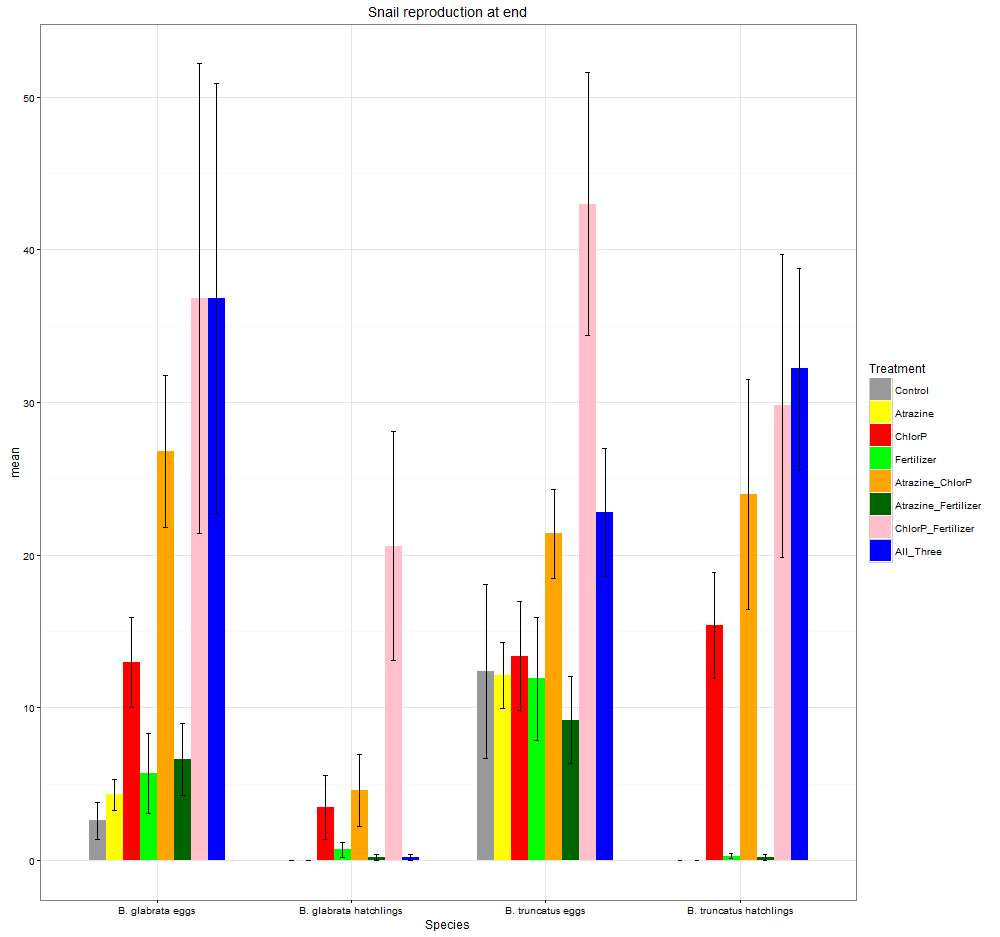 Snail reproduction at end
mean
50
40
30
20
10
0
B. glabrata eggs
B. glabrata hatchlings
B. truncatus eggs
B. truncatus hatchlings
Species
Treatment
Control
Atrazine
ChlorP
Fertilizer
Atrazine_ChlorP
Atrazine_Fertilizer
ChlorP_Fertilizer
All_Three